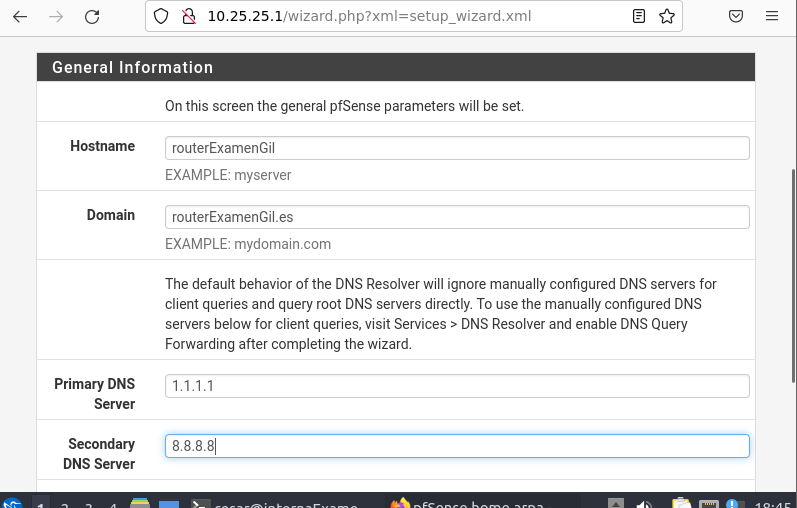 10.25.25.1/wizard.php?xml=setup_wizard.xml
General Information
On this screen the general pfSense parameters will be set.
Hostname
routerExamenGil
EXAMPLE: myserver
Domain
routerExamenGil.es
EXAMPLE: mydomain.com
The default behavior of the DNS Resolver will ignore manually configured DNS servers for
client queries and query root DNS servers directly. To use the manually configured DNS
servers below for client queries, visit Services > DNS Resolver and enable DNS Query
Forwarding after completing the wizard.
Primary DNS
Server
1.1.1.1
Secondary
DNS Server
8.8.8.8
1 2 3 4 cesar@internaExame... pfSense.home.arpa 18:45